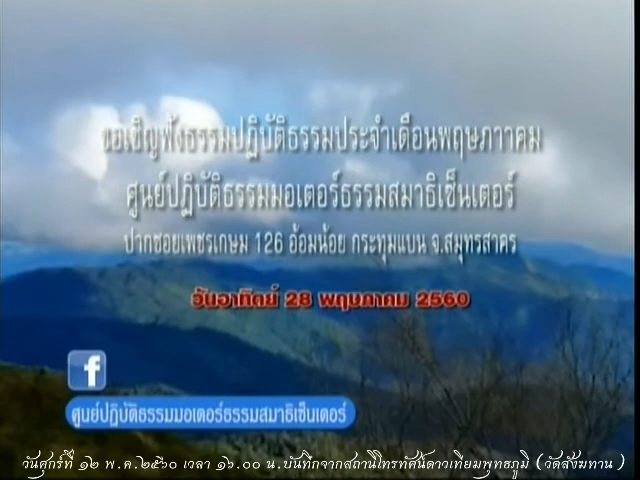 ขอเชิญฟังธรรมปฏิบัติธรรมประจำเดือนพฤษภาาคม
ศูนย์ปฏิบัติธรรมมอเตอร์ธรรมสมาธิเซ็นเตอร์
ปากซอยเพชรเกษม 126 อ้อมน้อย กระทุมแบน จ.สมุทรสาคร
วันอาทิตย์ 28 พฤษภาคม 2560
f
ศูนย์ปฏิบัติธรรมมอเตอร์ธรรมสมาธิเซ็นเตอร์
วันศุกร์ที่ ๑๒ พ.ค.๒๕๖๐ เวลา ๑๖.๐๐ น.บันทึกจากสถานีโทรทัศน์ดาวเทียมพุทธภูมิ (วัดสังฆทาน)